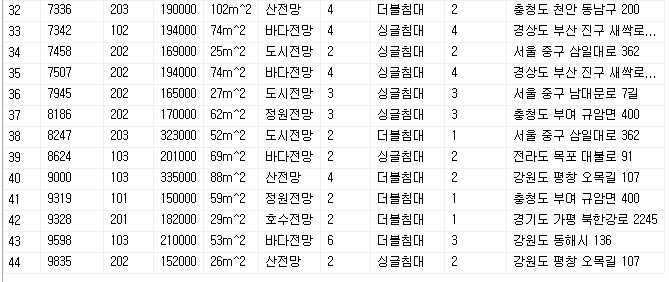 32 7336 203 190000 102m^2 산전망 4 더블침대 2 충청도 천안 동남구 200
33 7342 102 194000 74m^2 바다전망 4 싱글침대 4 경상도 부산 진구 새싹로,...
34 7458 202 169000 25m^2 도시전망 2 싱글침대 2 서울 중구 삼일대로 362
35 7507 202 194000 74m^2 바다전망 4 싱글침대 4 경상도 부산 진구 새싹로,...
36 7945 202 165000 27m^2 도시전망 3 싱글침대 3 서울 중구 남대문로 7길
37 8186 202 170000 62m^2 정원전망 3 싱글침대 3 충청도 부여 규암면 400
38 8247 203 323000 52m^2 도시전망 2 더블침대 1 서울 중구 삼일대로 362
39 8624 103 201000 69m^2 바다전망 2 싱글침대 2 전라도 목포 대불로 91
40 9000 103 335000 88m^2 산전망 4 더블침대 2 강원도 평창 오목길 107
41 9319 101 150000 59m^2 정원전망 2 더블침대 1 충청도 부여 규암면 400
42 9328 201 182000 29m^2 호수전망 2 더블침대 1 경기도 가평 북한강로 2245
43 9598 103 210000 53m^2 바다전망 6 더블침대 3 강원도 동해시 136
44 9835 202 152000 26m^2 산전망 2 싱글침대 2 강원도 평창 오목길 107